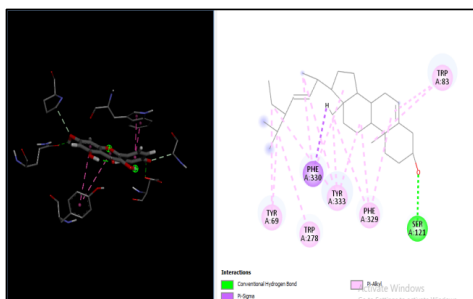 TRP
A:83
H
PHE
A:330
TYR
A:333
TYR
A:69
TRP
A:278
PHE
A:329
SER
A:121
Interactions
Conventional Hydrogen Bond
Pi-Sigma
Pi-Alkyl
Activate Windows